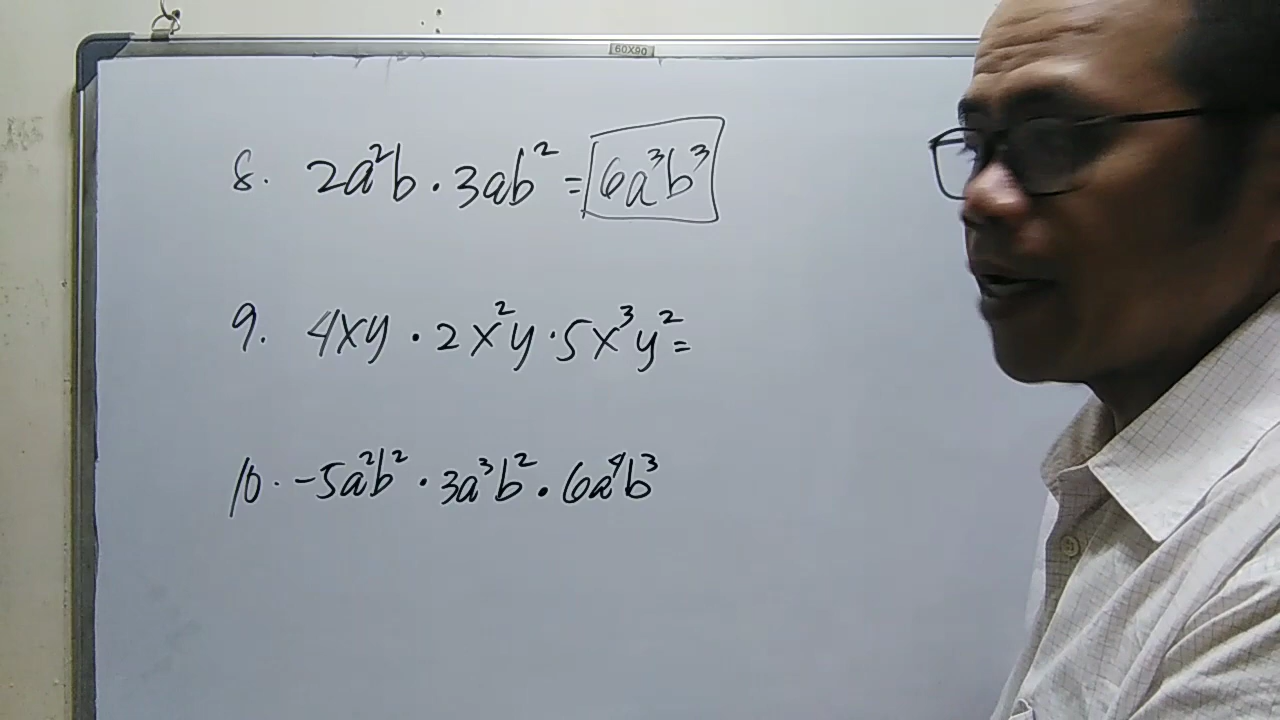 60X90
8. 2a²b · 3ab² = 6a³b³
9. 4xy · 2x²y · 5x³y² =
10. -5a²b² · 3a³b² · 6a⁴b³